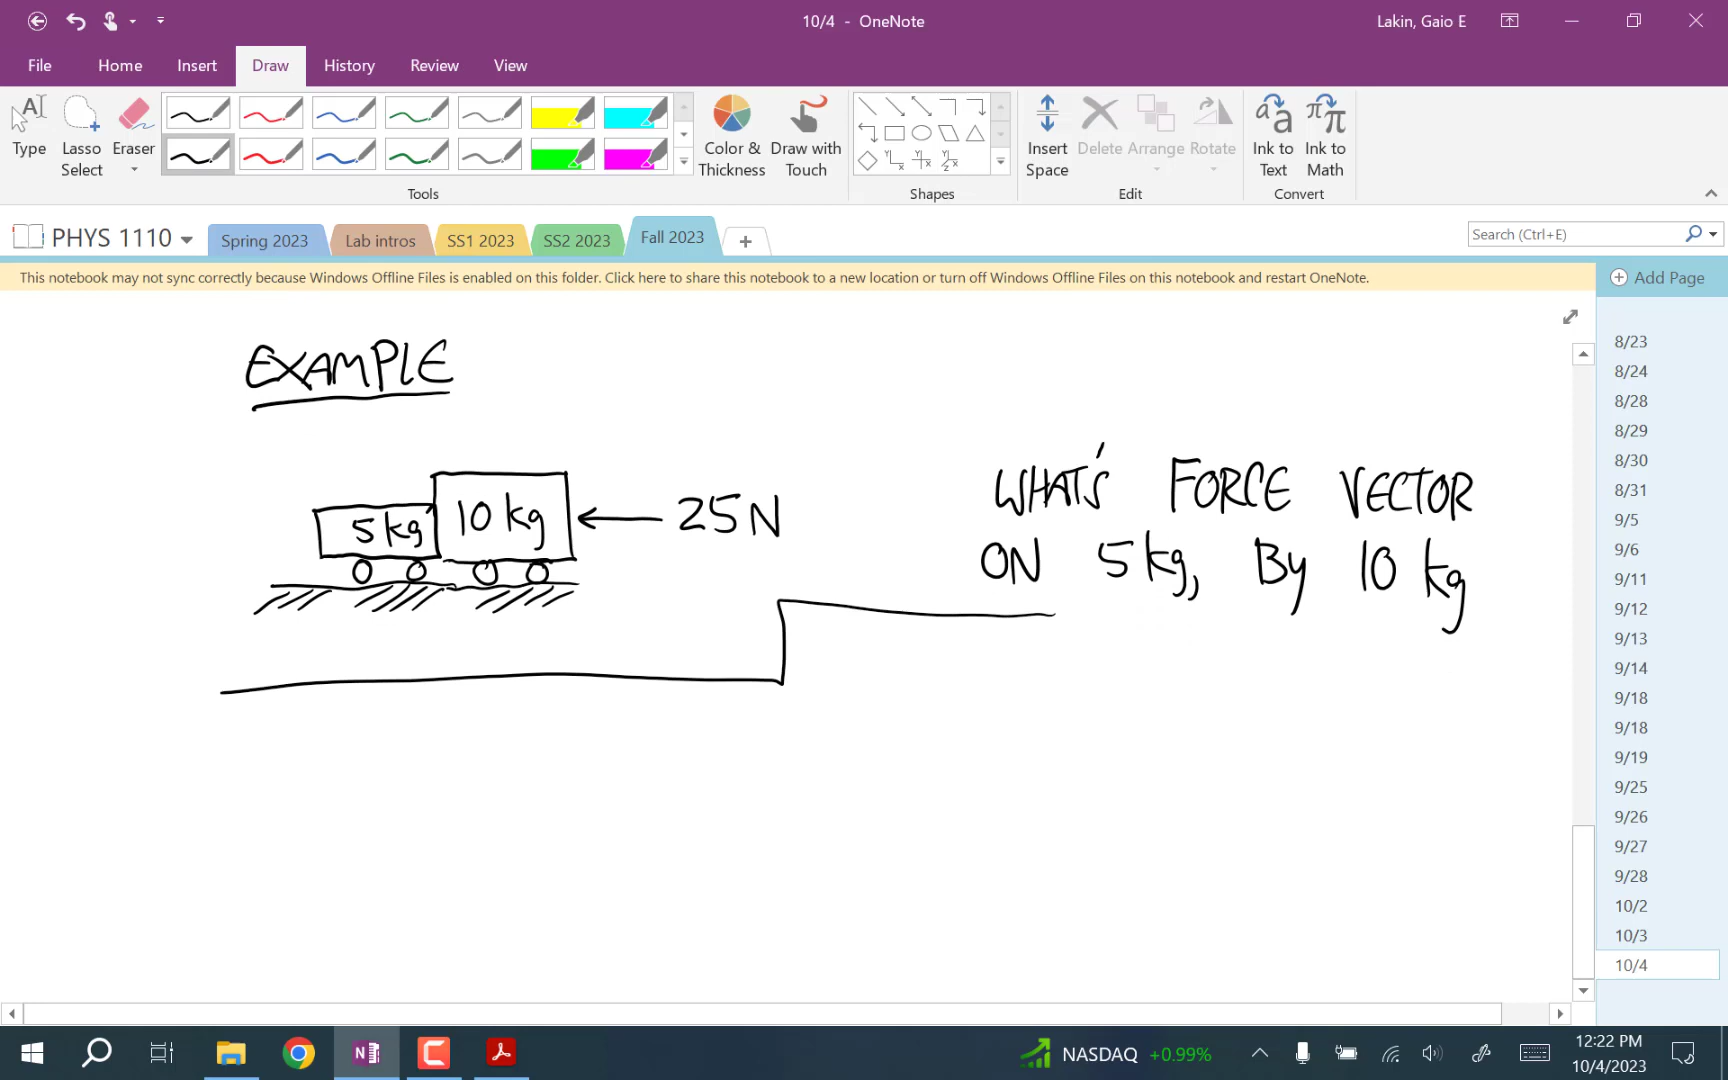 10/4 - OneNote
Lakin, Gaio E
File Home Insert Draw History Review View
Type
Lasso Select
Eraser
Color & Thickness
Draw with Touch
Insert Space
Delete
Arrange
Rotate
Ink to Text
Ink to Math
Tools
Shapes
Edit
Convert
PHYS 1110
Spring 2023
Lab intros
SS1 2023
SS2 2023
Fall 2023
Search (Ctrl+E)
This notebook may not sync correctly because Windows Offline Files is enabled on this folder. Click here to share this notebook to a new location or turn off Windows Offline Files on this notebook and restart OneNote.
Add Page
EXAMPLE
5 kg
10 kg
25N
WHAT'S FORCE VECTOR
ON 5kg, By 10 kg
8/23
8/24
8/28
8/29
8/30
8/31
9/5
9/6
9/11
9/12
9/13
9/14
9/18
9/18
9/19
9/25
9/26
9/27
9/28
10/2
10/3
10/4
NASDAQ +0.99%
12:22 PM
10/4/2023